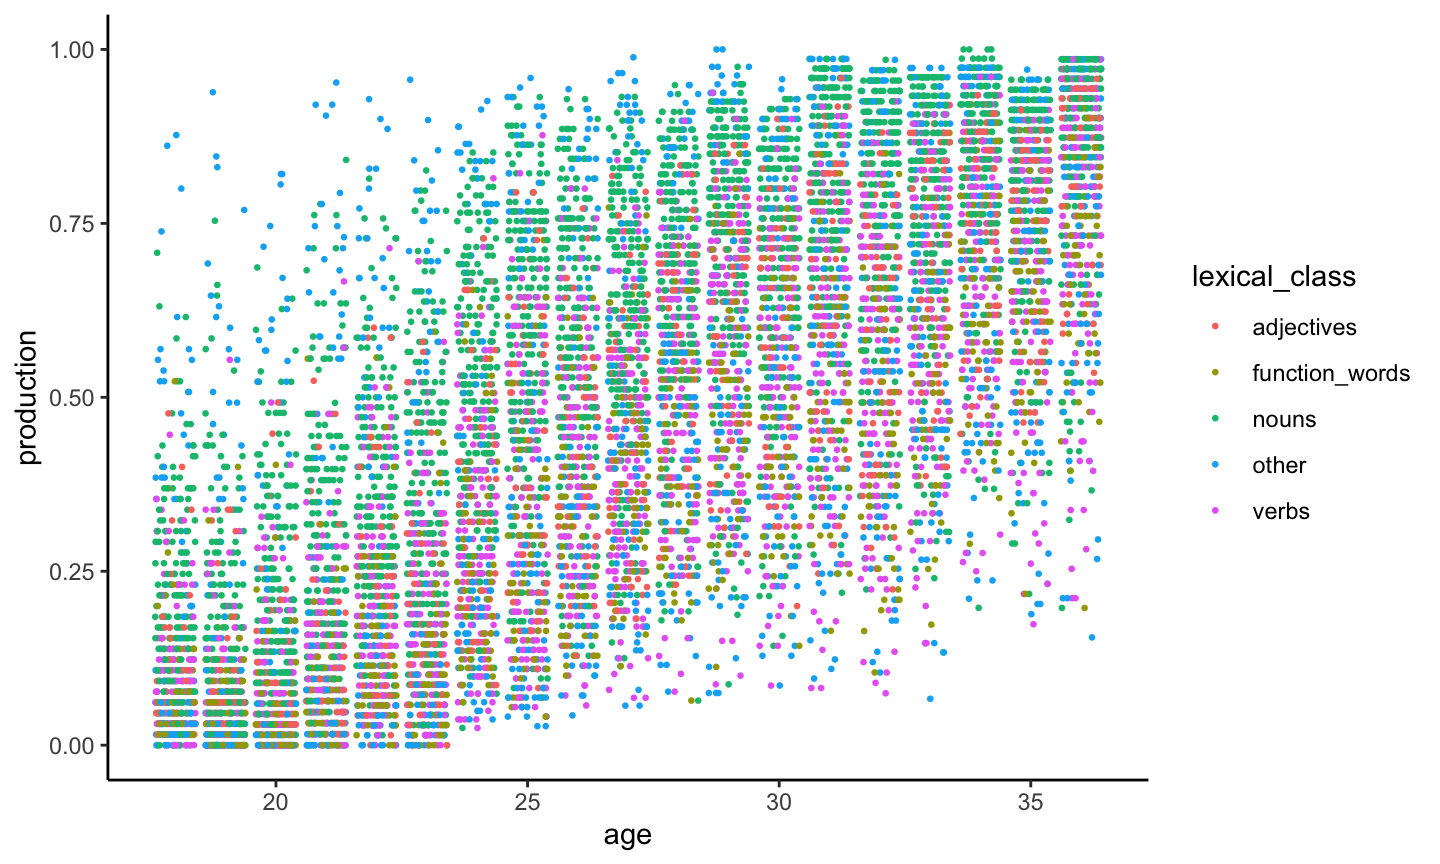 1.00
0.75
0.50
0.25
0.00
production
20
25
30
35
age
lexical_class
adjectives
function_words
nouns
other
verbs